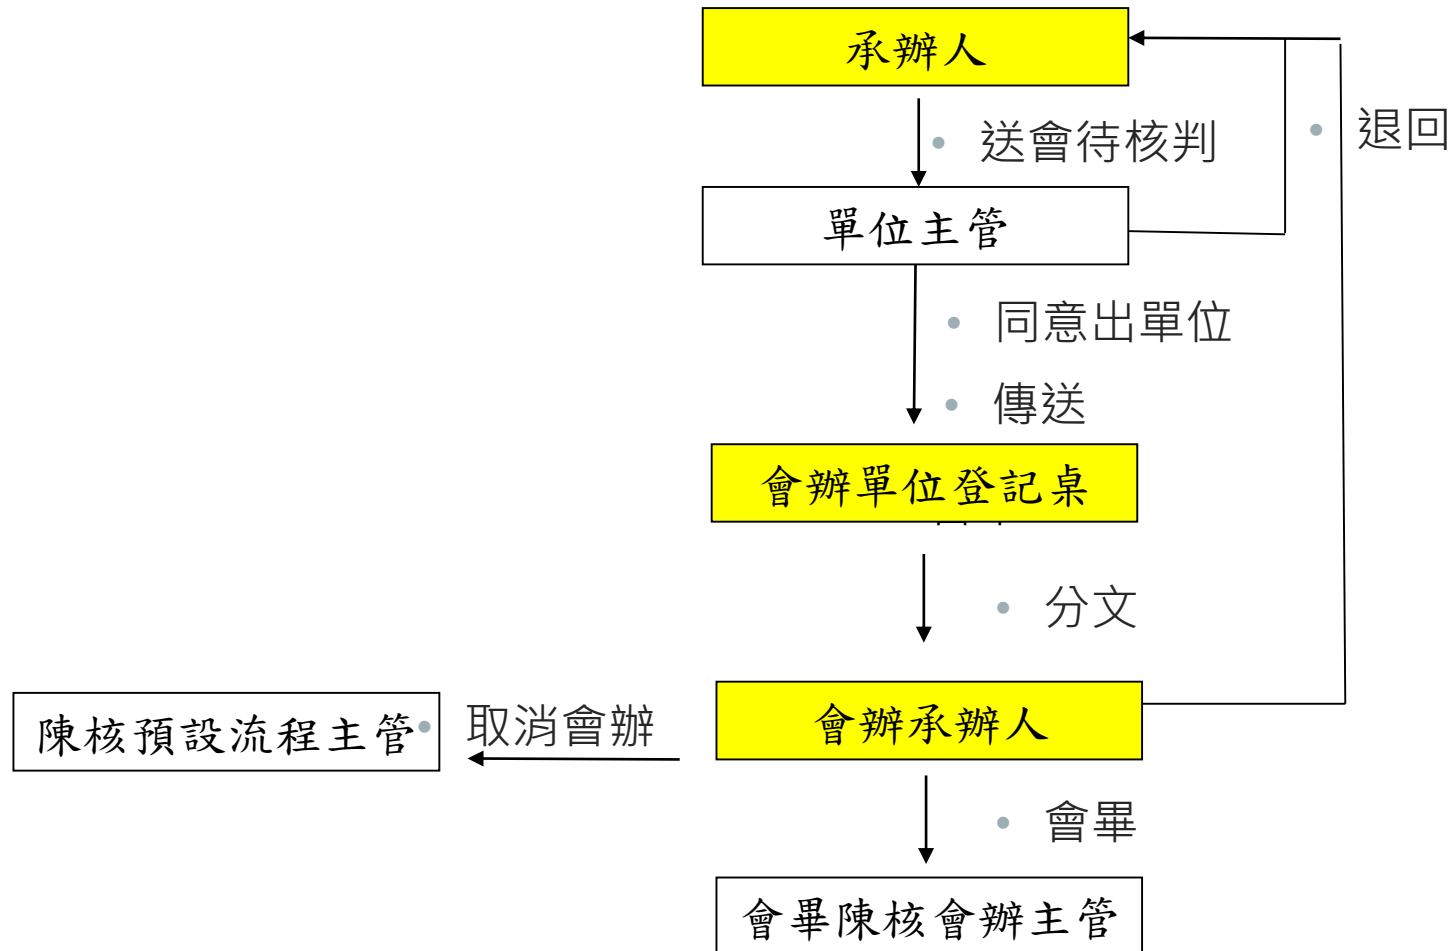 承辦人
• 送會待核判
• 退回
單位主管
• 同意出單位
• 傳送
會辦單位登記桌
• 分文
會辦承辦人
• 取消會辦
陳核預設流程主管
• 會畢
會畢陳核會辦主管